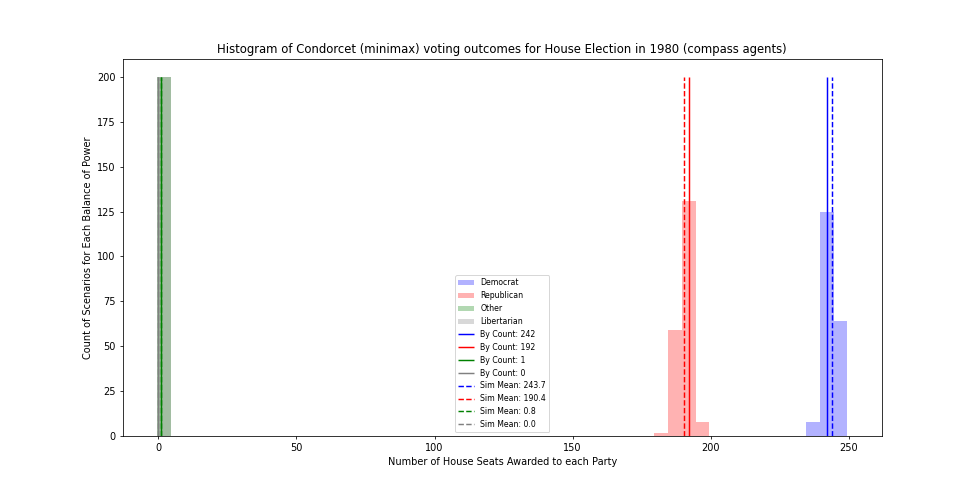 Histogram of Condorcet (minimax) voting outcomes for House Election in 1980 (compass agents)
200
175
150
125
100
75
50
25
0
Count of Scenarios for Each Balance of Power
Democrat
Republican
Other
Libertarian
By Count: 242
By Count: 192
By Count: 1
By Count: 0
Sim Mean: 243.7
Sim Mean: 190.4
Sim Mean: 0.8
Sim Mean: 0.0
0 50 100 150 200 250
Number of House Seats Awarded to each Party